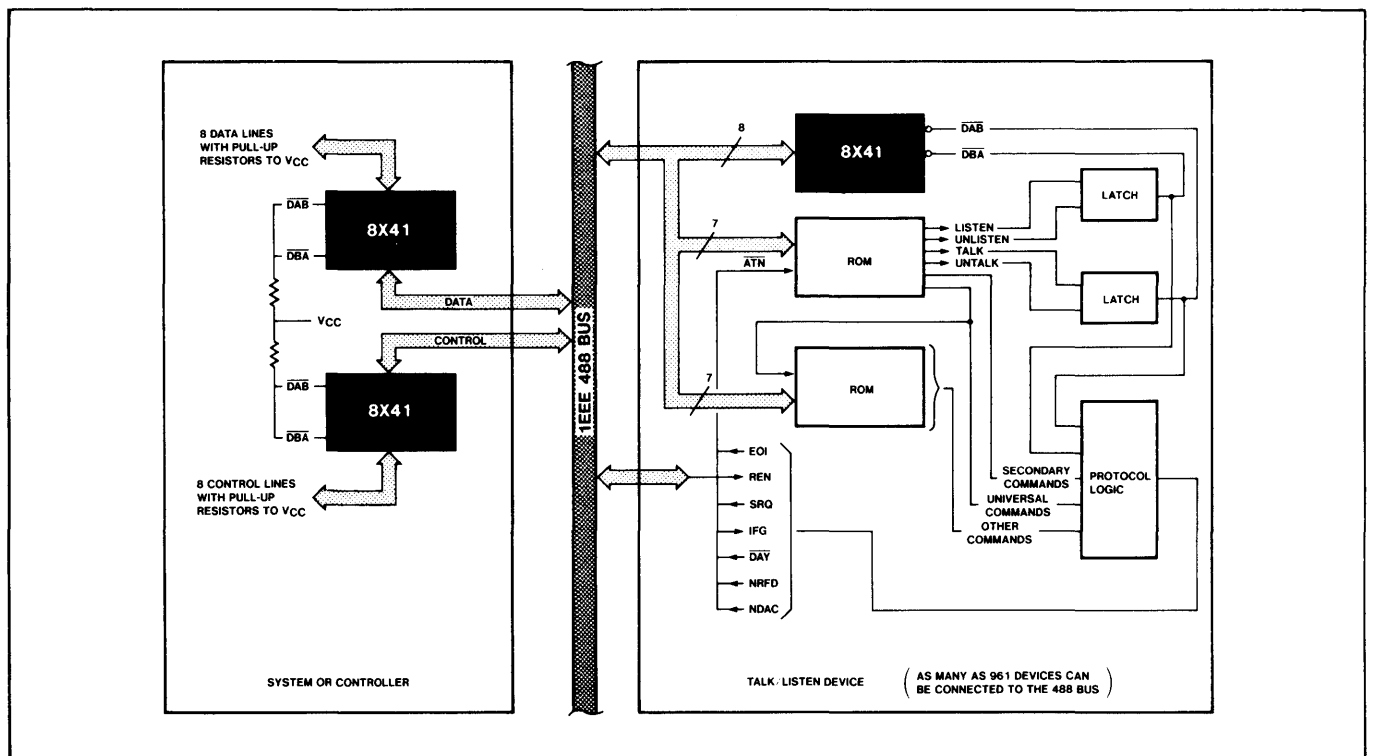 8 DATA LINES
WITH PULL-UP
RESISTORS TO VCC
DAB
8X41
DBA
DATA
VCC
CONTROL
DAB
8X41
DBA
8 CONTROL LINES
WITH PULL-UP
RESISTORS TO VCC
SYSTEM OR CONTROLLER
1EEE 488 BUS
8
8X41
DAB
DBA
7
ATN
ROM
LISTEN
UNLISTEN
TALK
UNTALK
LATCH
LATCH
7
ROM
EOI
REN
SRQ
IFG
DAY
NRFD
NDAC
SECONDARY
COMMANDS
UNIVERSAL
COMMANDS
OTHER
COMMANDS
PROTOCOL
LOGIC
TALK/LISTEN DEVICE
(AS MANY AS 961 DEVICES CAN
BE CONNECTED TO THE 488 BUS)